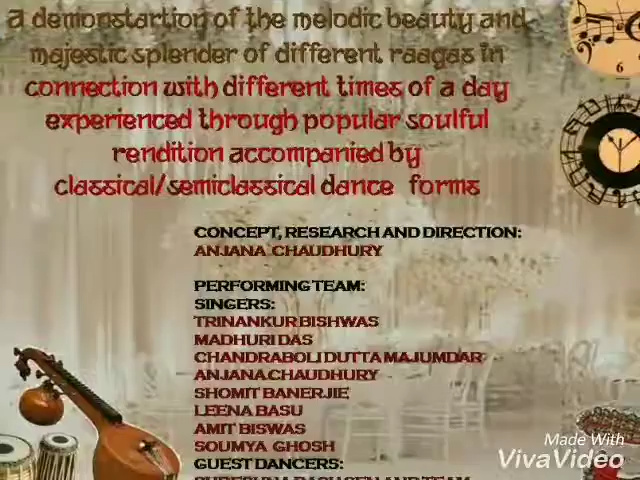 A demonstartion of the melodic beauty and
majestic splender of different raagas in
connection with different times of a day
experienced through popular soulful
rendition accompanied by
classical/semiclassical dance forms
CONCEPT, RESEARCH AND DIRECTION:
ANJANA CHAUDHURY
PERFORMING TEAM:
SINGERS:
TRINANKUR BISHWAS
MADHURI DAS
CHANDRABOLI DUTTA MAJUMDAR
ANJANA CHAUDHURY
SHOMIT BANERJIE
LEENA BASU
AMIT BISWAS
SOUMYA GHOSH
GUEST DANCERS:
AND TEAM
6
Made With
VivaVideo